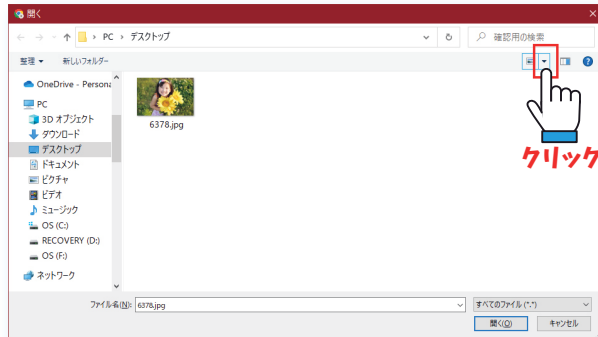 開く
PC › デスクトップ
確認用の検索
整理 新しいフォルダー
OneDrive - Persona
PC
3D オブジェクト
ダウンロード
デスクトップ
ドキュメント
ピクチャ
ビデオ
ミュージック
OS (C:)
RECOVERY (D:)
OS (F:)
ネットワーク
6378.jpg
クリック
ファイル名(N): 6378.jpg
すべてのファイル (*.*)
開く(O) キャンセル